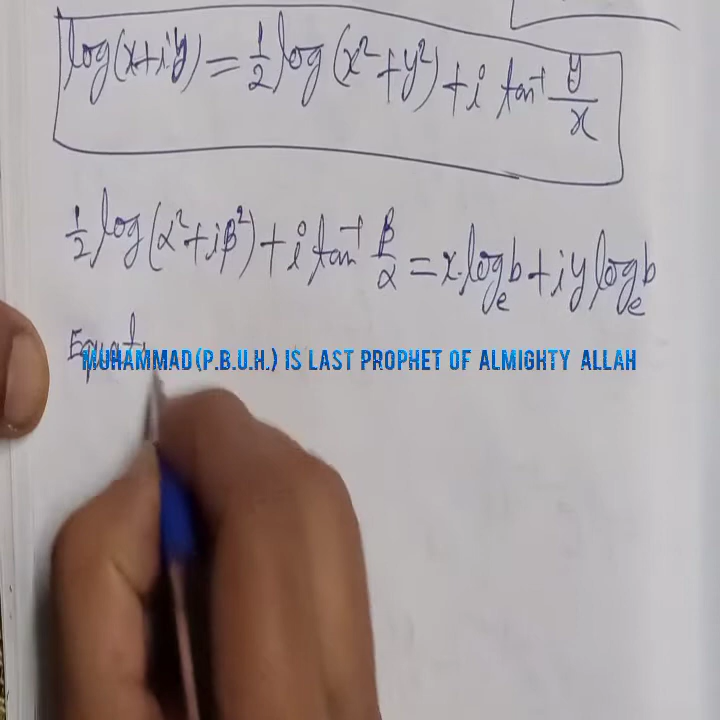 log(x+iy) = 1/2 log(x²+y²) + i tan⁻¹ y/x
1/2 log(α²+iβ²) + i tan⁻¹ β/α = x.logₑb + iy logₑb
Equati
MUHAMMAD(P.B.U.H.) IS LAST PROPHET OF ALMIGHTY ALLAH